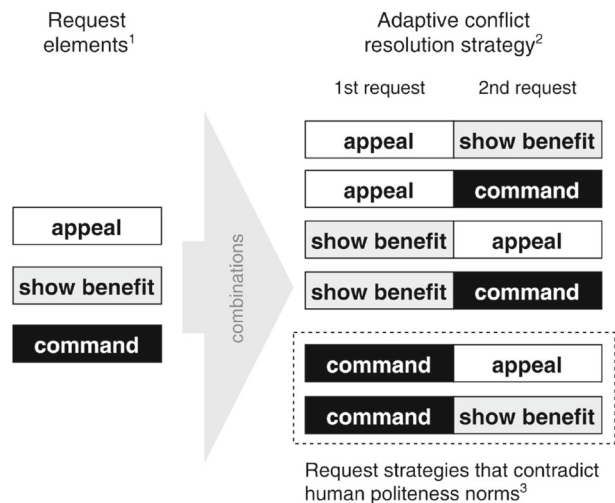 Request
elements¹
Adaptive conflict
resolution strategy²
1st request 2nd request
appeal show benefit
appeal command
show benefit appeal
show benefit command
command appeal
command show benefit
appeal
show benefit
command
combinations
Request strategies that contradict
human politeness norms³